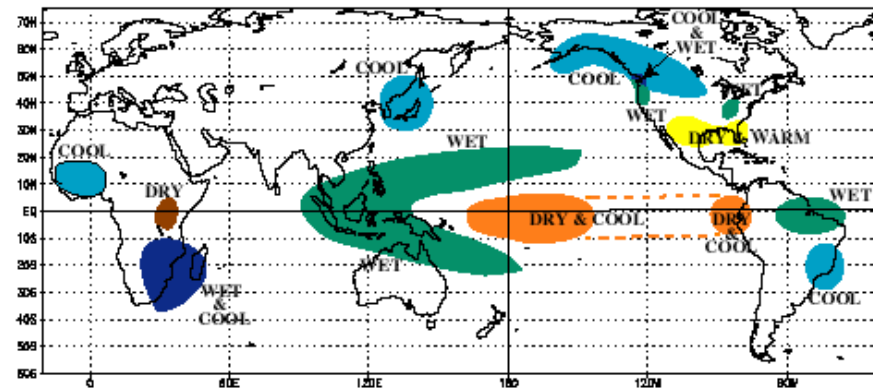 COOL
&
WET
70N
60N
50N
40N
30N
20N
10N
EQ
10S
20S
30S
40S
50S
60S
COOL
COOL
WET
WET
DRY & WARM
COOL
DRY
WET
WET
DRY & COOL
DRY
&
COOL
WET
WET
&
COOL
COOL
0
60E
120E
180
120W
60W